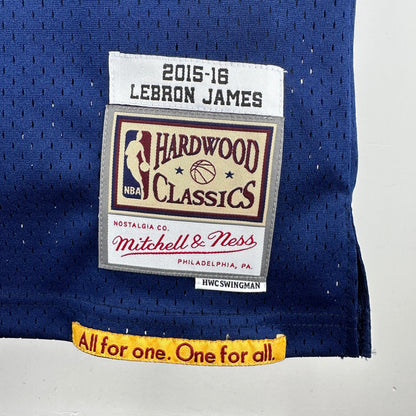 2015-16
LEBRON JAMES
NBA
HARDWOOD
CLASSICS
NOSTALGIA CO.
Mitchell & Ness
PHILADELPHIA, PA.
HWC SWINGMAN
All for one. One for all.